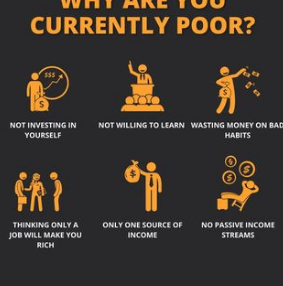 WHY ARE YOU
CURRENTLY POOR?
$$$
$
$
NOT INVESTING IN
YOURSELF
NOT WILLING TO LEARN
WASTING MONEY ON BAD
HABITS
$
$
$
$
THINKING ONLY A
JOB WILL MAKE YOU
RICH
ONLY ONE SOURCE OF
INCOME
NO PASSIVE INCOME
STREAMS